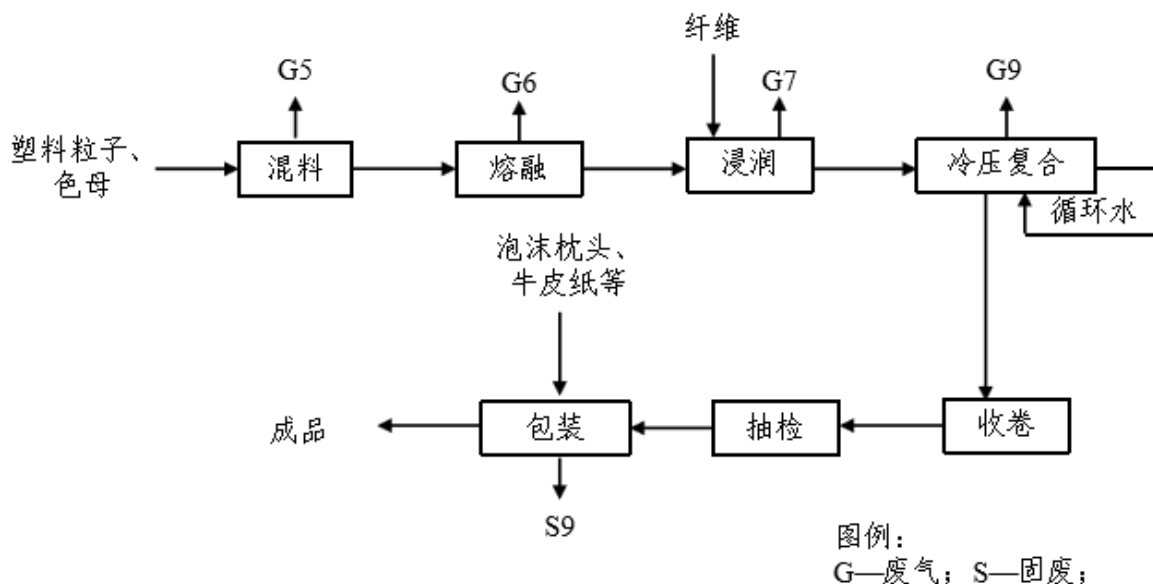 纤维
G5
G6
G7
G9
塑料粒子、
色母
混料
熔融
浸润
冷压复合
循环水
泡沫枕头、
牛皮纸等
成品
包装
抽检
收卷
S9
图例：
G—废气；S—固废；